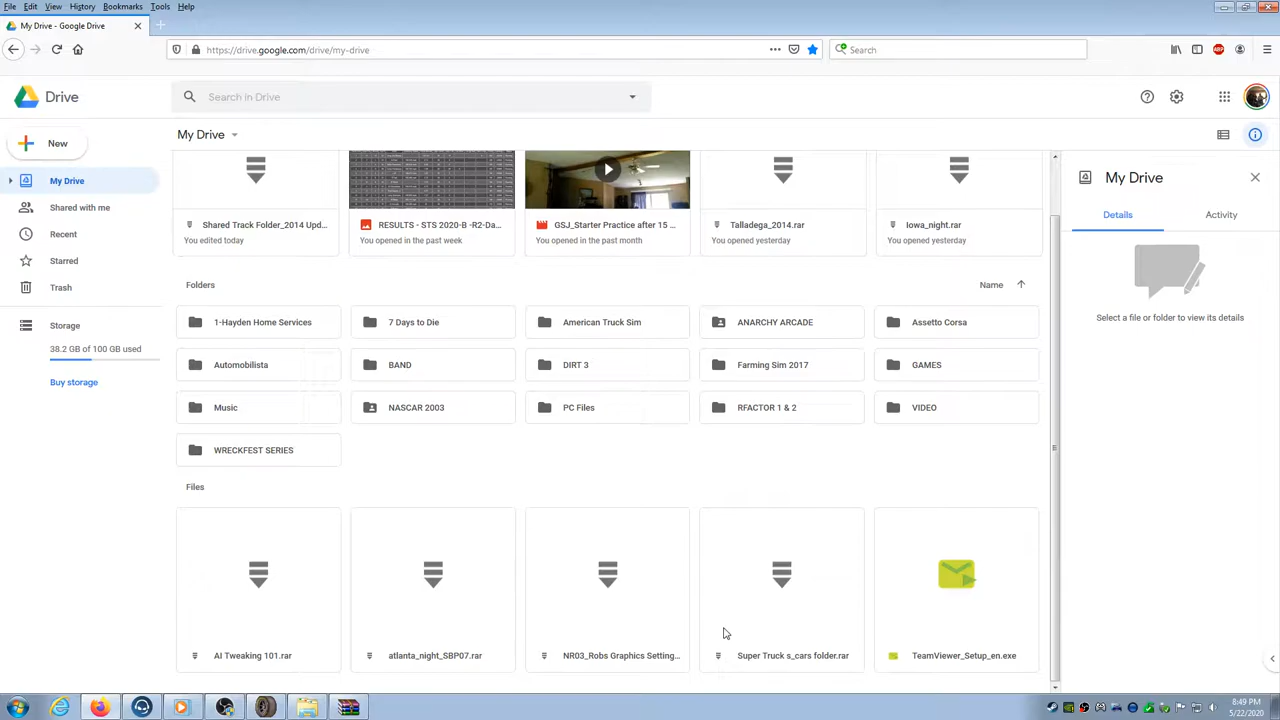 File Edit View History Bookmarks Tools Help
My Drive - Google Drive
https://drive.google.com/drive/my-drive
Search
Drive
Search in Drive
New
My Drive
My Drive
Shared with me
Recent
Starred
Trash
Storage
38.2 GB of 100 GB used
Buy storage
Shared Track Folder_2014 Upd...
You edited today
RESULTS - STS 2020-B -R2-Da...
You opened in the past week
GSJ_Starter Practice after 15 ...
You opened in the past month
Talladega_2014.rar
You opened yesterday
Iowa_night.rar
You opened yesterday
Folders
Name
1-Hayden Home Services
7 Days to Die
American Truck Sim
ANARCHY ARCADE
Assetto Corsa
Automobilista
BAND
DIRT 3
Farming Sim 2017
GAMES
Music
NASCAR 2003
PC Files
RFACTOR 1 & 2
VIDEO
WRECKFEST SERIES
Files
AI Tweaking 101.rar
atlanta_night_SBP07.rar
NR03_Robs Graphics Setting...
Super Truck s_cars folder.rar
TeamViewer_Setup_en.exe
My Drive
Details
Activity
Select a file or folder to view its details
8:49 PM
5/22/2020